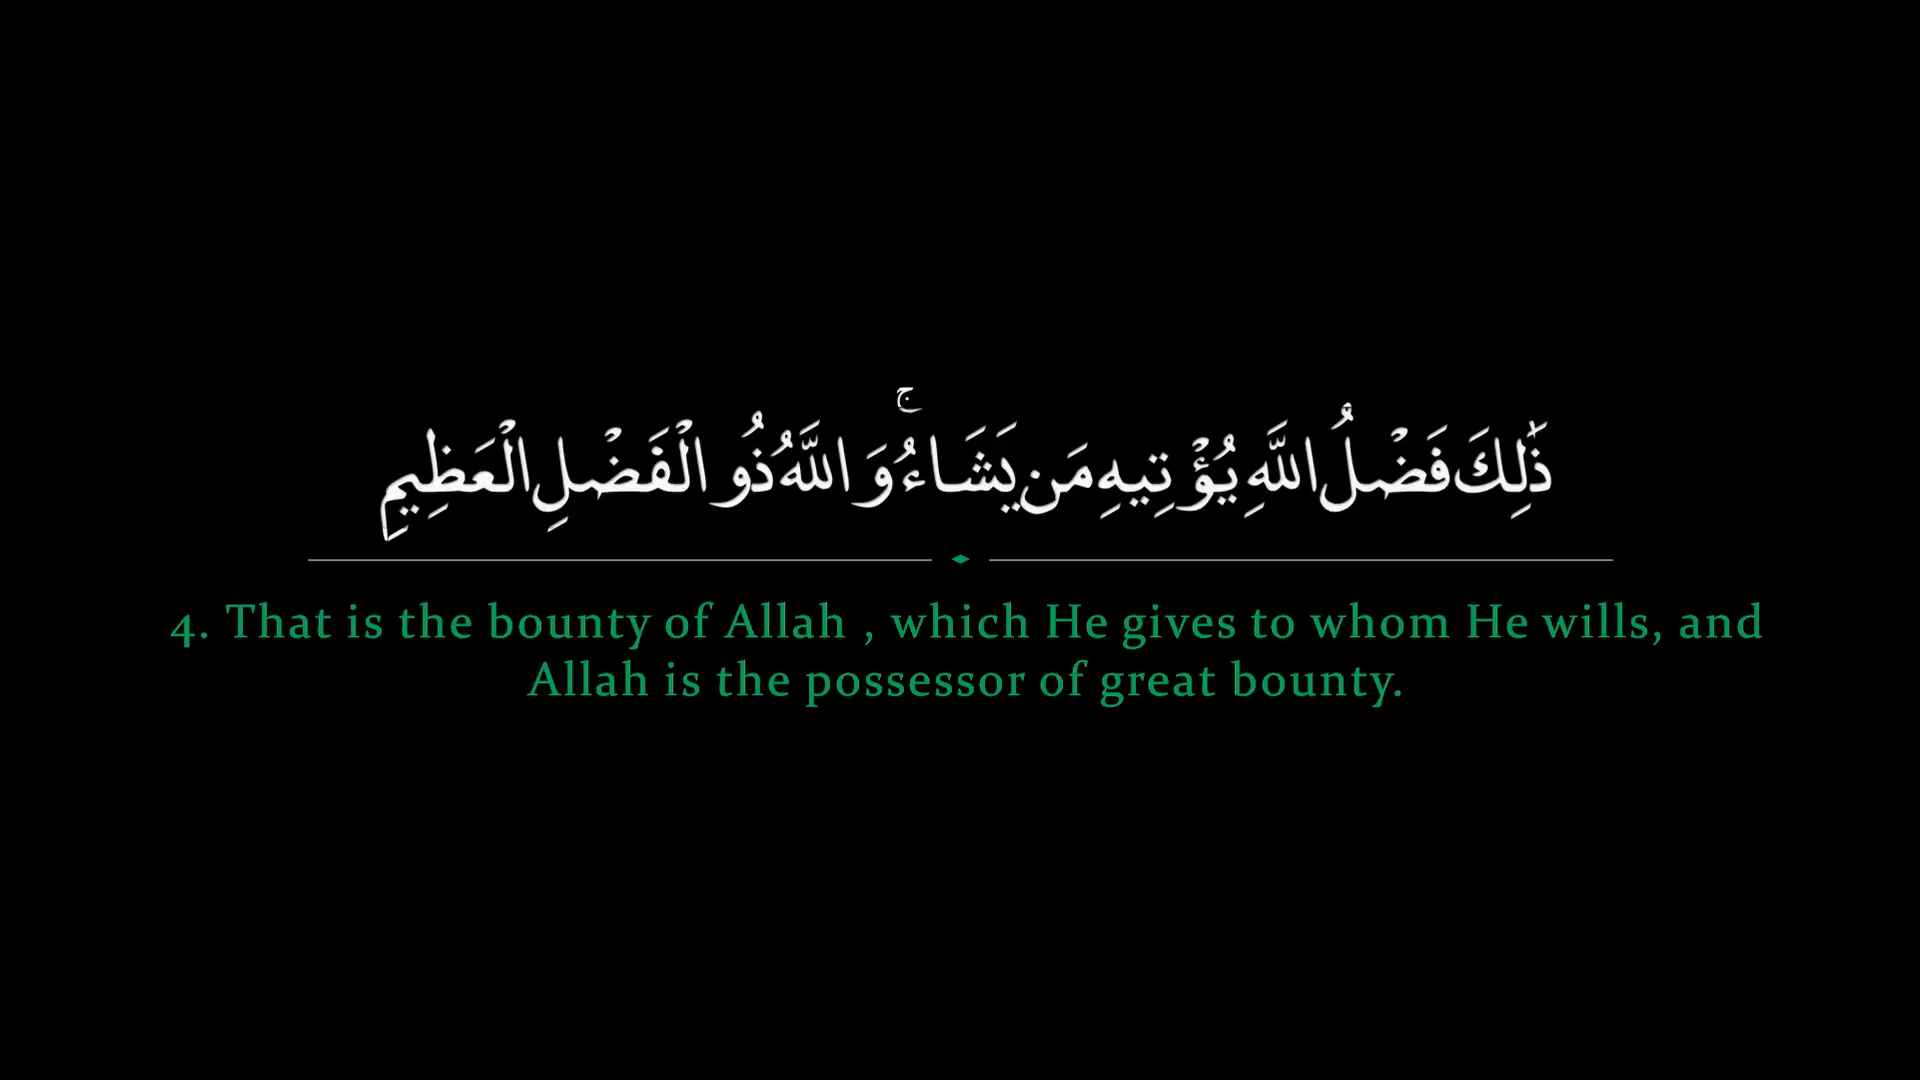 ذَٰلِكَ فَضْلُ اللَّهِ يُؤْتِيهِ مَن يَشَاءُ ۚ وَاللَّهُ ذُو الْفَضْلِ الْعَظِيمِ
4. That is the bounty of Allah , which He gives to whom He wills, and
Allah is the possessor of great bounty.